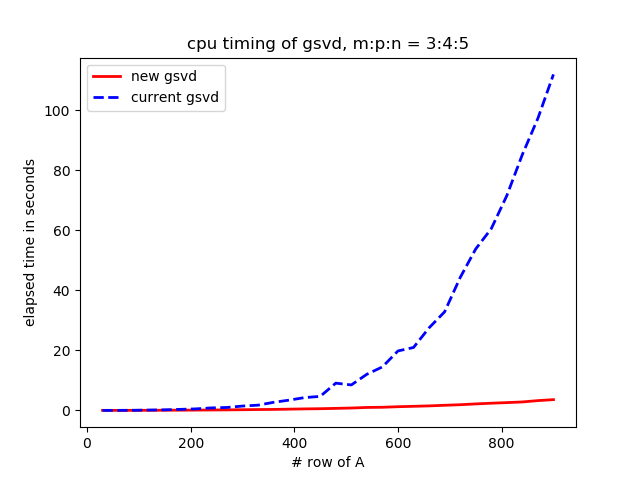 cpu timing of gsvd, m:p:n = 3:4:5
new gsvd
current gsvd
elapsed time in seconds
100
80
60
40
20
0
0 200 400 600 800
# row of A